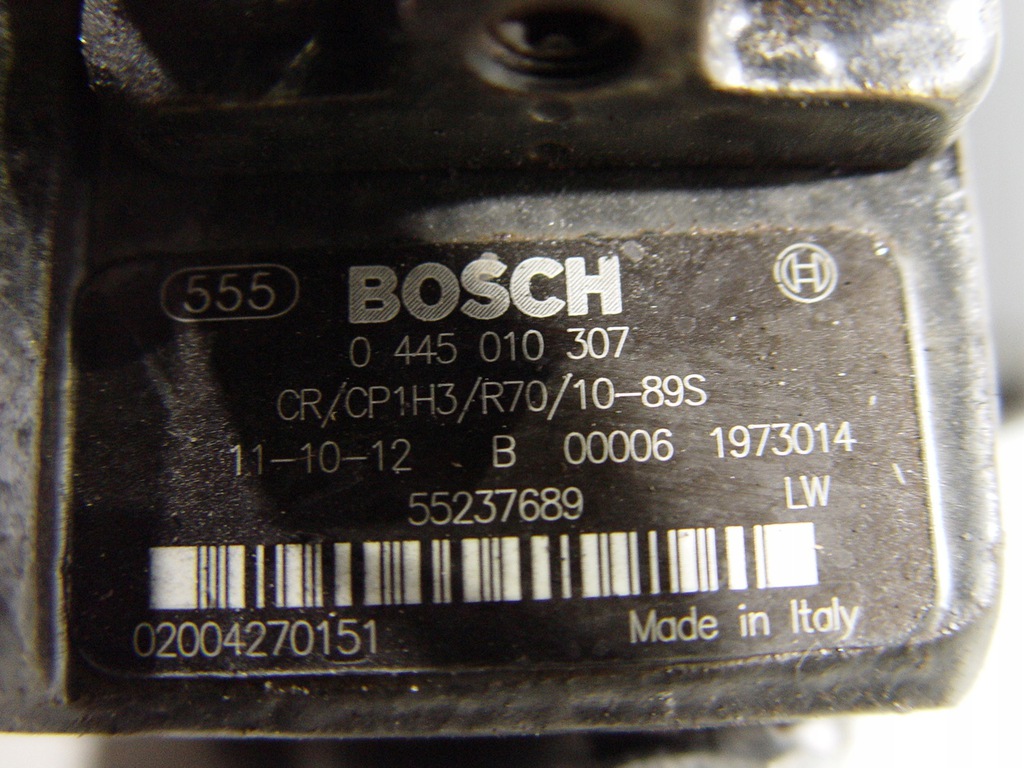 555 BOSCH H
0 445 010 307
CR/CP1H3/R70/10-89S
11-10-12 B 00006 1973014
55237689 LW
02004270151 Made in Italy